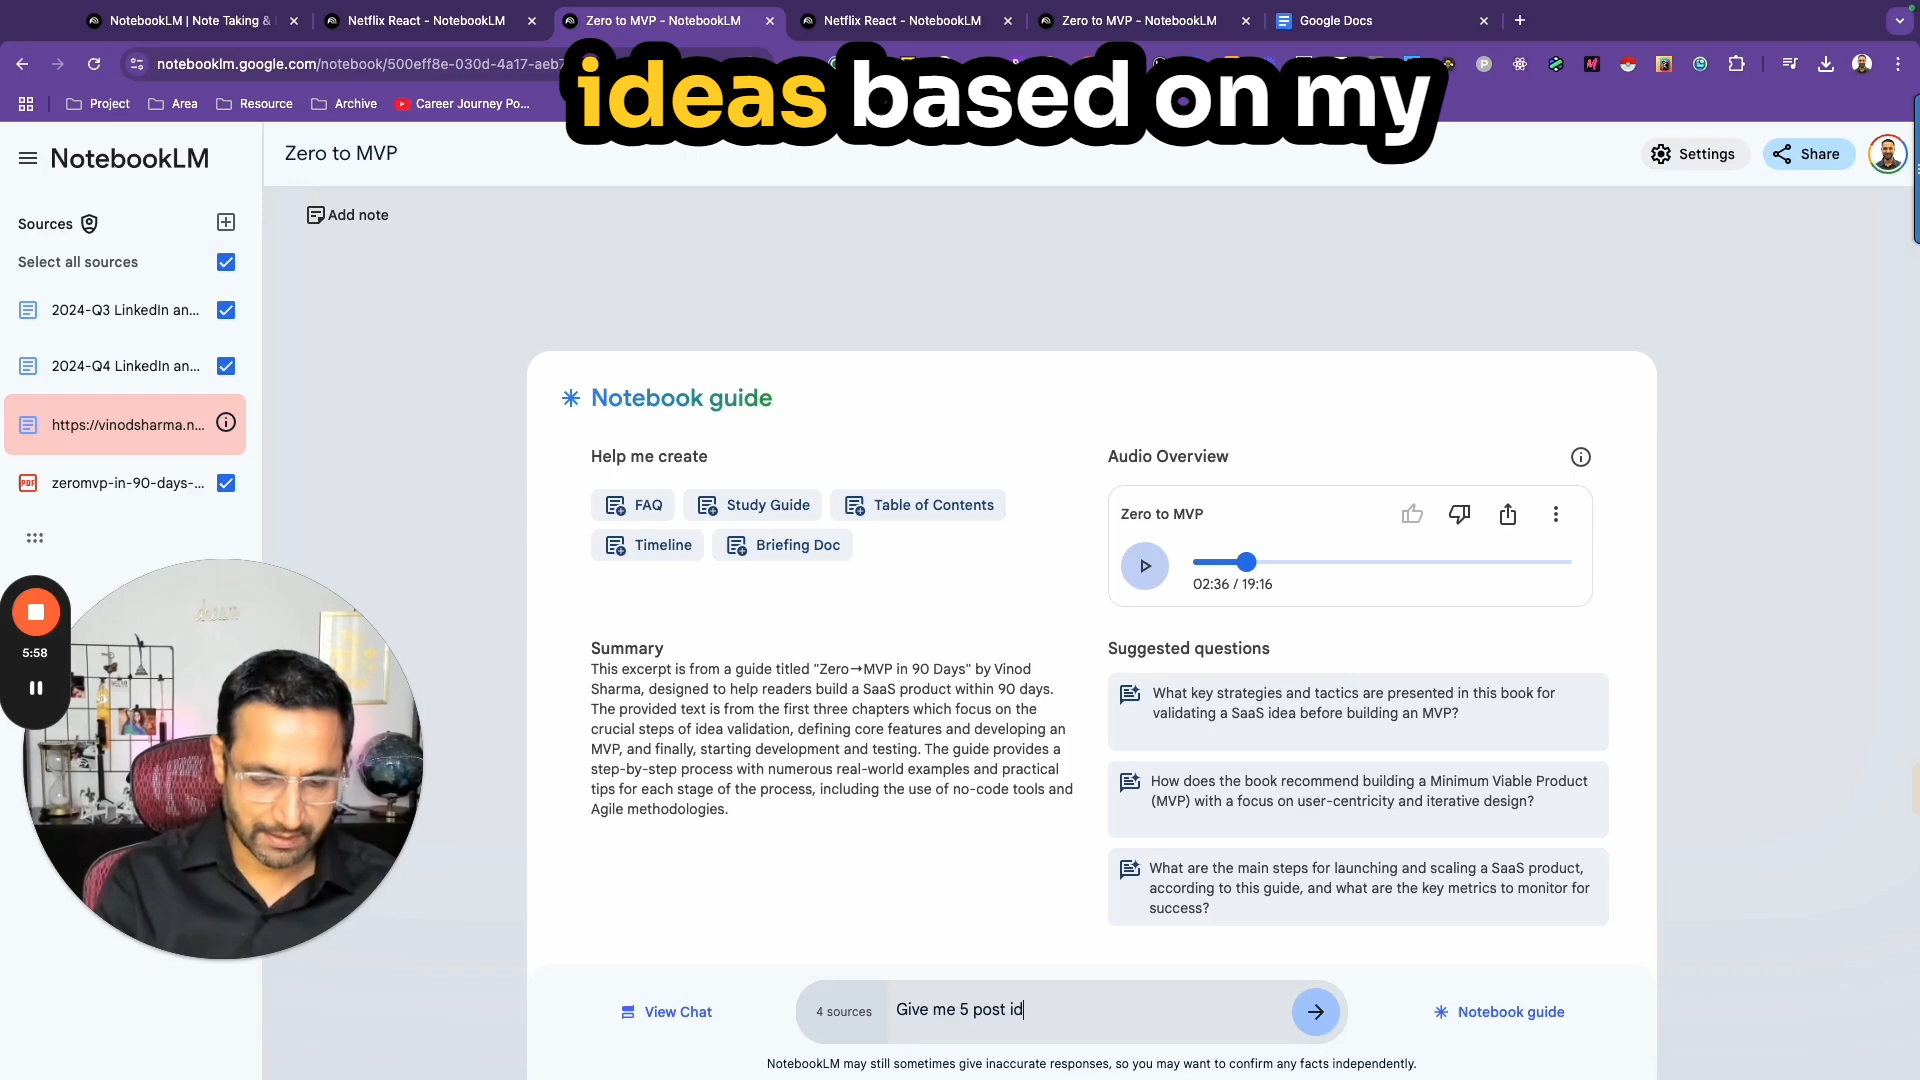 NotebookLM | Note Taking &
Netflix React - NotebookLM
Zero to MVP - NotebookLM
Netflix React - NotebookLM
Zero to MVP - NotebookLM
Google Docs
notebooklm.google.com/notebook/500eff8e-030d-4a17-aeb7
ideas based on my
Project
Area
Resource
Archive
Career Journey Po...
NotebookLM
Zero to MVP
Settings
Share
Sources
Add note
Select all sources
2024-Q3 LinkedIn an...
2024-Q4 LinkedIn an...
https://vinodsharma.n...
PDF
zeromvp-in-90-days-...
5:58
Notebook guide
Help me create
FAQ
Study Guide
Table of Contents
Timeline
Briefing Doc
Audio Overview
Zero to MVP
02:36 / 19:16
Summary
This excerpt is from a guide titled "Zero→MVP in 90 Days" by Vinod
Sharma, designed to help readers build a SaaS product within 90 days.
The provided text is from the first three chapters which focus on the
crucial steps of idea validation, defining core features and developing an
MVP, and finally, starting development and testing. The guide provides a
step-by-step process with numerous real-world examples and practical
tips for each stage of the process, including the use of no-code tools and
Agile methodologies.
Suggested questions
What key strategies and tactics are presented in this book for
validating a SaaS idea before building an MVP?
How does the book recommend building a Minimum Viable Product
(MVP) with a focus on user-centricity and iterative design?
What are the main steps for launching and scaling a SaaS product,
according to this guide, and what are the key metrics to monitor for
success?
dream
View Chat
4 sources
Give me 5 post id
Notebook guide
NotebookLM may still sometimes give inaccurate responses, so you may want to confirm any facts independently.